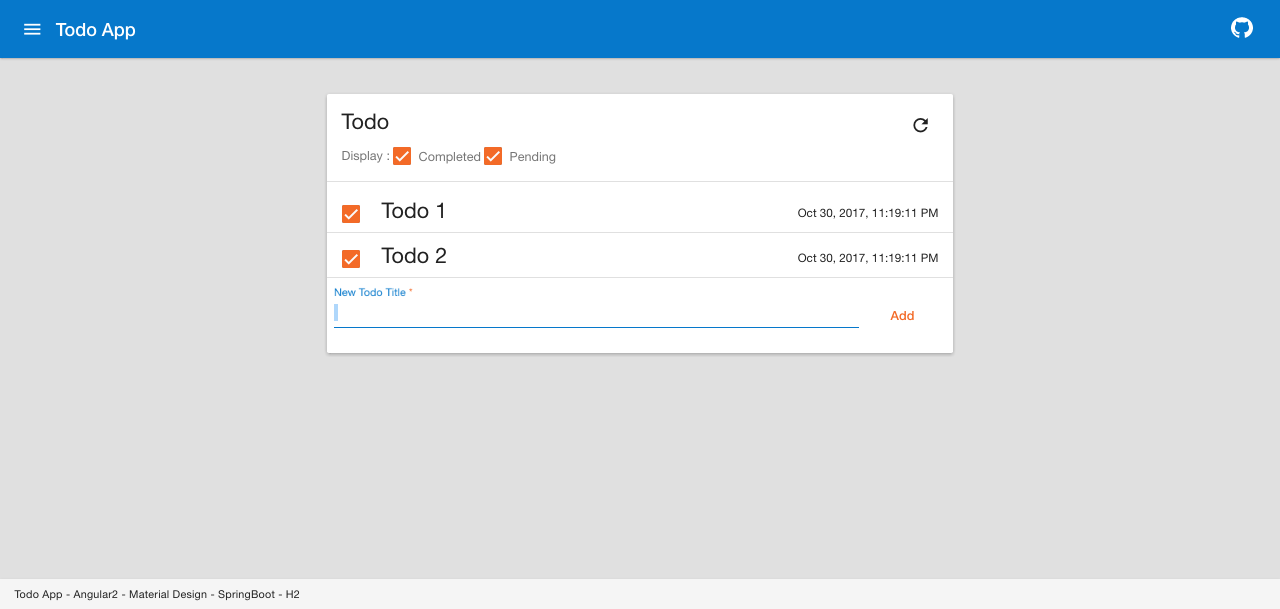 Todo App
Todo
Display : Completed Pending
Todo 1 Oct 30, 2017, 11:19:11 PM
Todo 2 Oct 30, 2017, 11:19:11 PM
New Todo Title *
Add
Todo App - Angular2 - Material Design - SpringBoot - H2